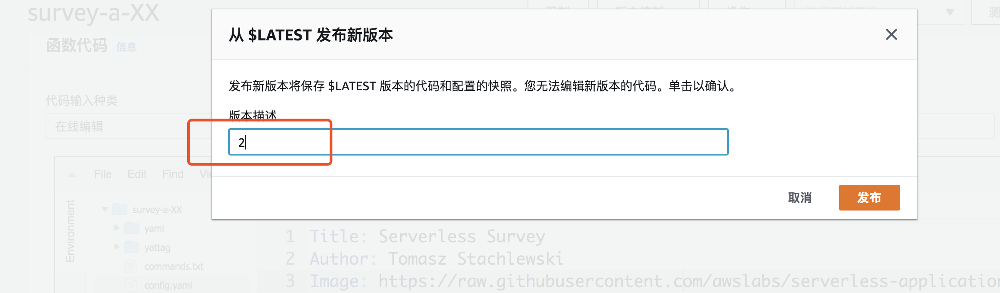 survey-a-XX
从 $LATEST 发布新版本
函数代码 信息
发布新版本将保存 $LATEST 版本的代码和配置的快照。您无法编辑新版本的代码。单击以确认。
代码输入种类
版本描述
在线编辑
2
File Edit Find
取消 发布
Environment
survey-a-XX
yaml
yattag
commands.txt
config.yaml
1 Title: Serverless Survey
2 Author: Tomasz Stachlewski
3 Image: https://raw.githubusercontent.com/awslabs/serverless-application
测